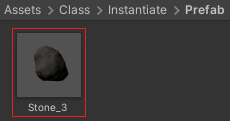 Assets > Class > Instantiate > Prefab
Stone_3